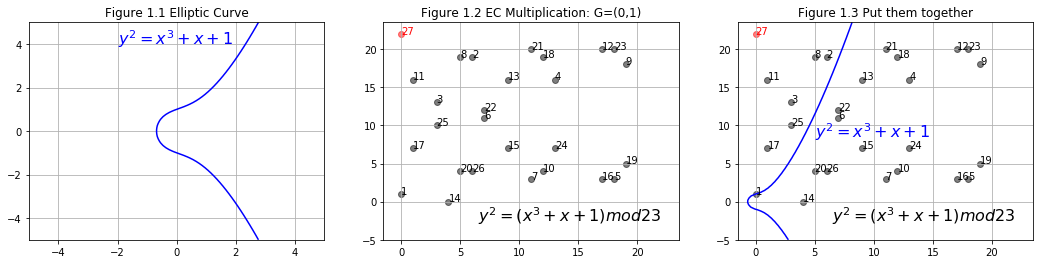 Figure 1.1 Elliptic Curve
y² = x³ + x + 1
4
2
0
−2
−4
−4 −2 0 2 4
Figure 1.2 EC Multiplication: G=(0,1)
27
20
15
10
5
0
−5
21 12 23
8 2 18
9
11 13 4
3
22
25 6
17 15 24
19
20 26 10
7 16 5
1
14
y² = (x³ + x + 1)mod23
0 5 10 15 20
Figure 1.3 Put them together
27
20
15
10
5
0
−5
21 12 23
8 2 18
9
11 13 4
3
22
25 6
y² = x³ + x + 1
17 15 24
19
20 26 10
7 16 5
1
14
y² = (x³ + x + 1)mod23
0 5 10 15 20